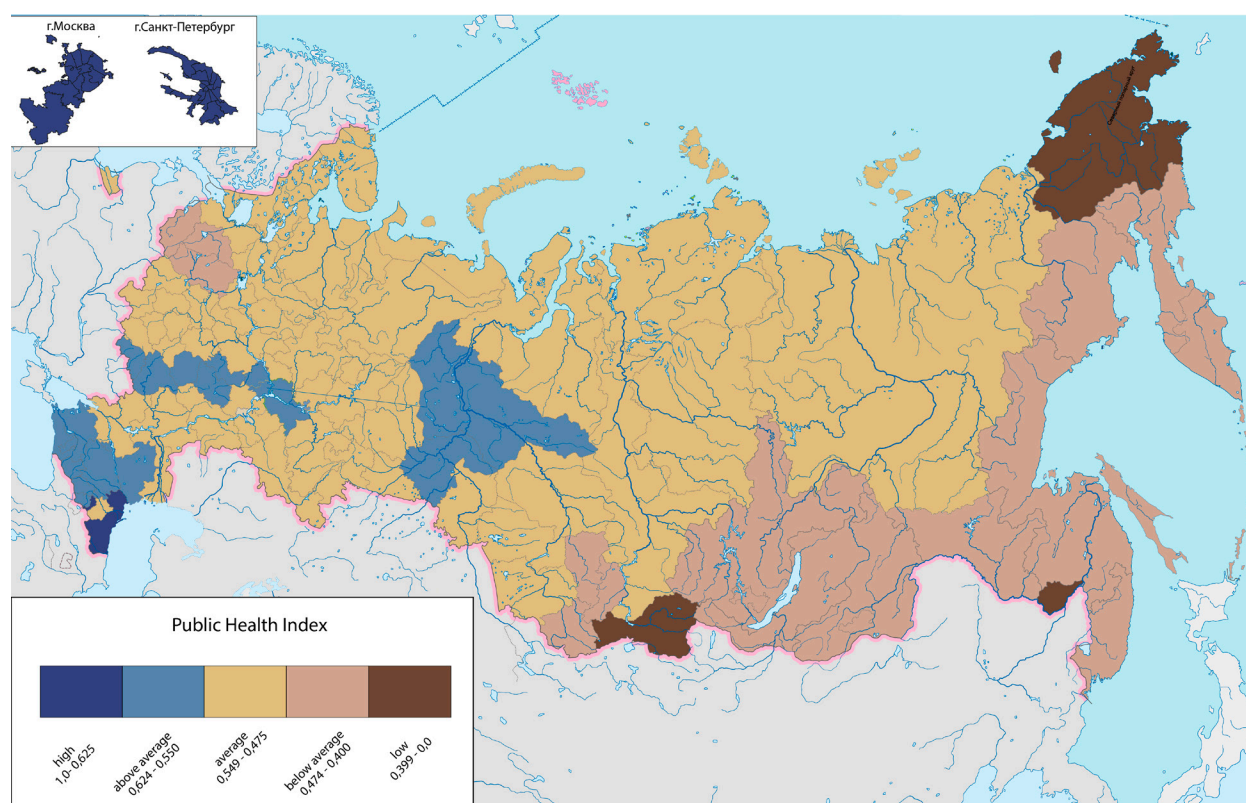 г.Москва
г.Санкт-Петербург
Public Health Index
high
1,0- 0,625
above average
0,624 - 0,550
average
0,549 - 0,475
below average
0,474 - 0,400
low
0,399 - 0,0